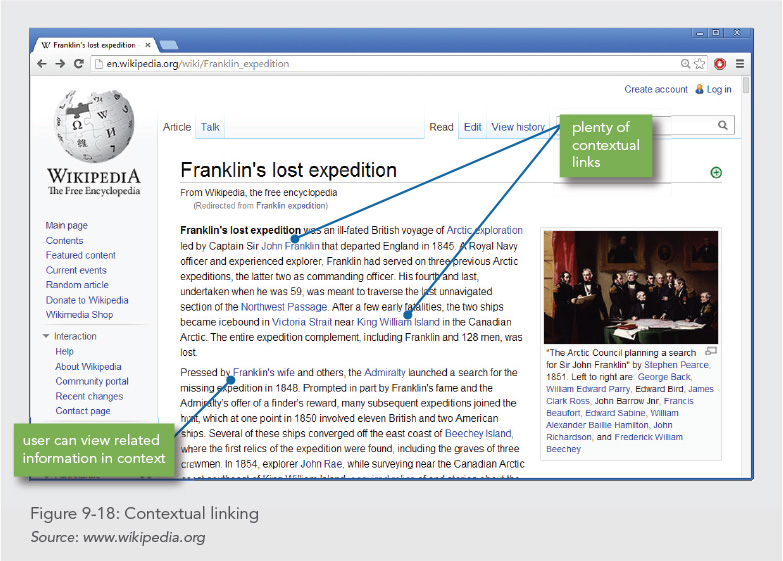 Franklin's lost expedition -
en.wikipedia.org/wiki/Franklin_expedition
Create account Log in
WIKIPEDIA
The Free Encyclopedia
Article Talk
Read Edit View history
plenty of
contextual
links
Franklin's lost expedition
From Wikipedia, the free encyclopedia
(Redirected from Franklin expedition)
Main page
Contents
Featured content
Current events
Random article
Donate to Wikipedia
Wikimedia Shop
Interaction
Help
About Wikipedia
Community portal
Recent changes
Contact page
Franklin's lost expedition was an ill-fated British voyage of Arctic exploration
led by Captain Sir John Franklin that departed England in 1845. A Royal Navy
officer and experienced explorer, Franklin had served on three previous Arctic
expeditions, the latter two as commanding officer. His fourth and last,
undertaken when he was 59, was meant to traverse the last unnavigated
section of the Northwest Passage. After a few early fatalities, the two ships
became icebound in Victoria Strait near King William Island in the Canadian
Arctic. The entire expedition complement, including Franklin and 128 men, was
lost.
Pressed by Franklin's wife and others, the Admiralty launched a search for the
missing expedition in 1848. Prompted in part by Franklin's fame and the
Admiralty's offer of a finder's reward, many subsequent expeditions joined the
hunt, which at one point in 1850 involved eleven British and two American
ships. Several of these ships converged off the east coast of Beechey Island,
where the first relics of the expedition were found, including the graves of three
crewmen. In 1854, explorer John Rae, while surveying near the Canadian Arctic
"The Arctic Council planning a search
for Sir John Franklin" by Stephen Pearce,
1851. Left to right are: George Back,
William Edward Parry, Edward Bird, James
Clark Ross, John Barrow Jnr, Francis
Beaufort, Edward Sabine, William
Alexander Baillie Hamilton, John
Richardson, and Frederick William
Beechey
user can view related
information in context
Figure 9-18: Contextual linking
Source: www.wikipedia.org